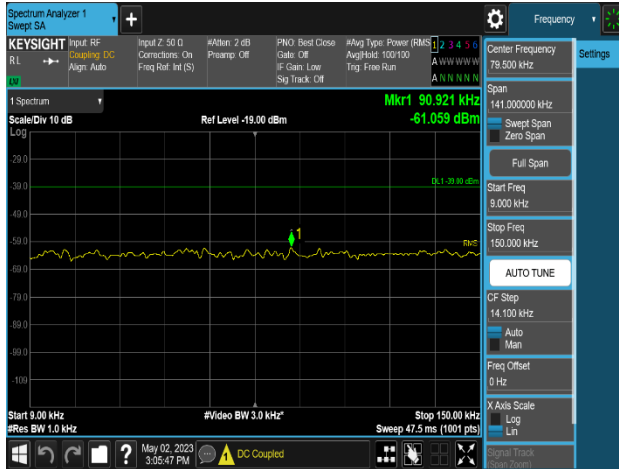 Spectrum Analyzer 1
Swept SA
Frequency
KEYSIGHT
RL
Input: RF
Coupling: DC
Align: Auto
Input Z: 50 Ω
Corrections: On
Freq Ref: Int (S)
#Atten: 2 dB
Preamp: Off
PNO: Best Close
Gate: Off
IF Gain: Low
Sig Track: Off
#Avg Type: Power (RMS
Avg|Hold: 100/100
Trig: Free Run
1 2 3 4 5 6
A W W W W W
A N N N N N
LXI
1 Spectrum
Mkr1 90.921 kHz
Scale/Div 10 dB
Ref Level -19.00 dBm
-61.059 dBm
Log
-29.0
-39.0
DL1 -39.00 dBm
-49.0
1
-59.0
RMS
-69.0
-79.0
-89.0
-99.0
-109
Start 9.00 kHz
#Video BW 3.0 kHz*
Stop 150.00 kHz
#Res BW 1.0 kHz
Sweep 47.5 ms (1001 pts)
May 02, 2023
3:05:47 PM
DC Coupled
Center Frequency
79.500 kHz
Settings
Span
141.000000 kHz
Swept Span
Zero Span
Full Span
Start Freq
9.000 kHz
Stop Freq
150.000 kHz
AUTO TUNE
CF Step
14.100 kHz
Auto
Man
Freq Offset
0 Hz
X Axis Scale
Log
Lin
Signal Track
(Span Zoom)